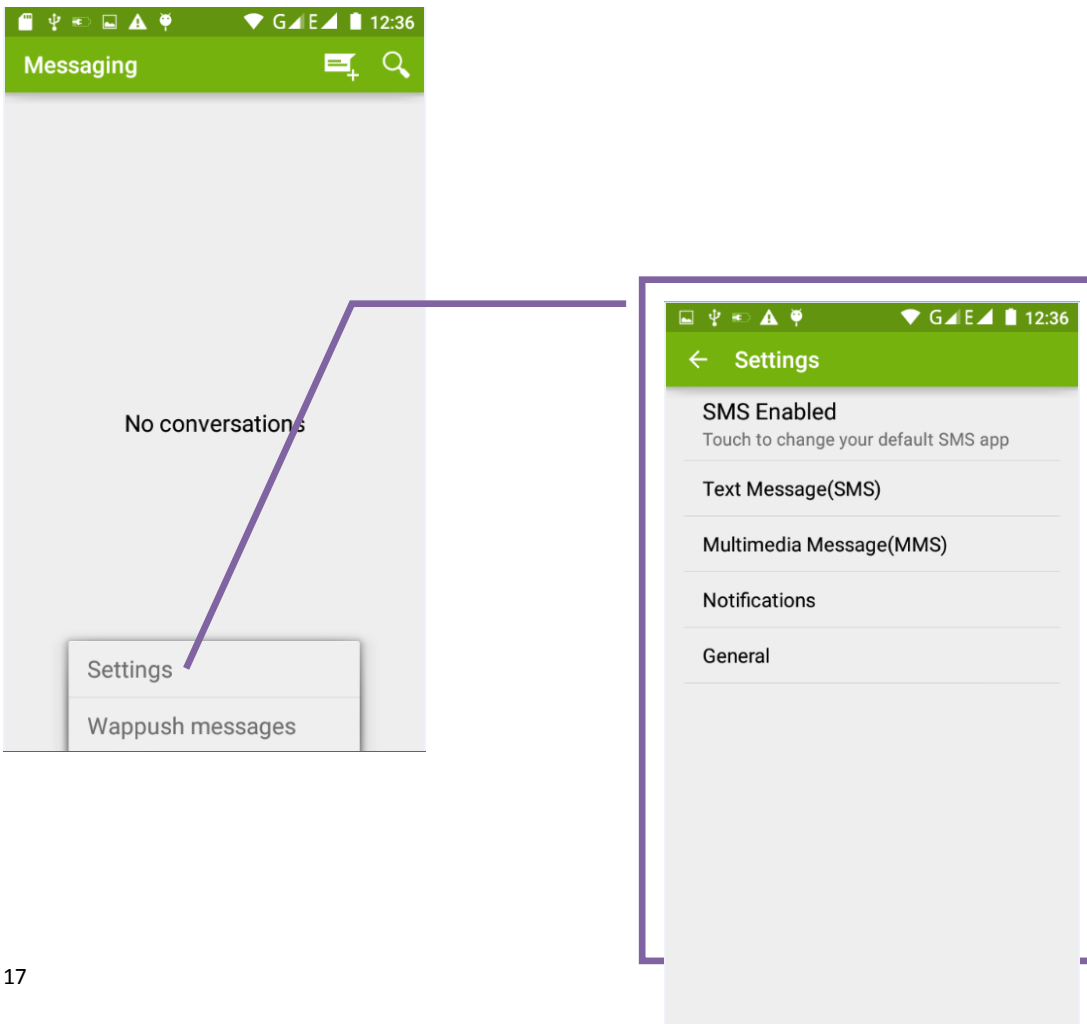 G E 12:36
Messaging
No conversations
Settings
Wappush messages
G E 12:36
Settings
SMS Enabled
Touch to change your default SMS app
Text Message(SMS)
Multimedia Message(MMS)
Notifications
General
17